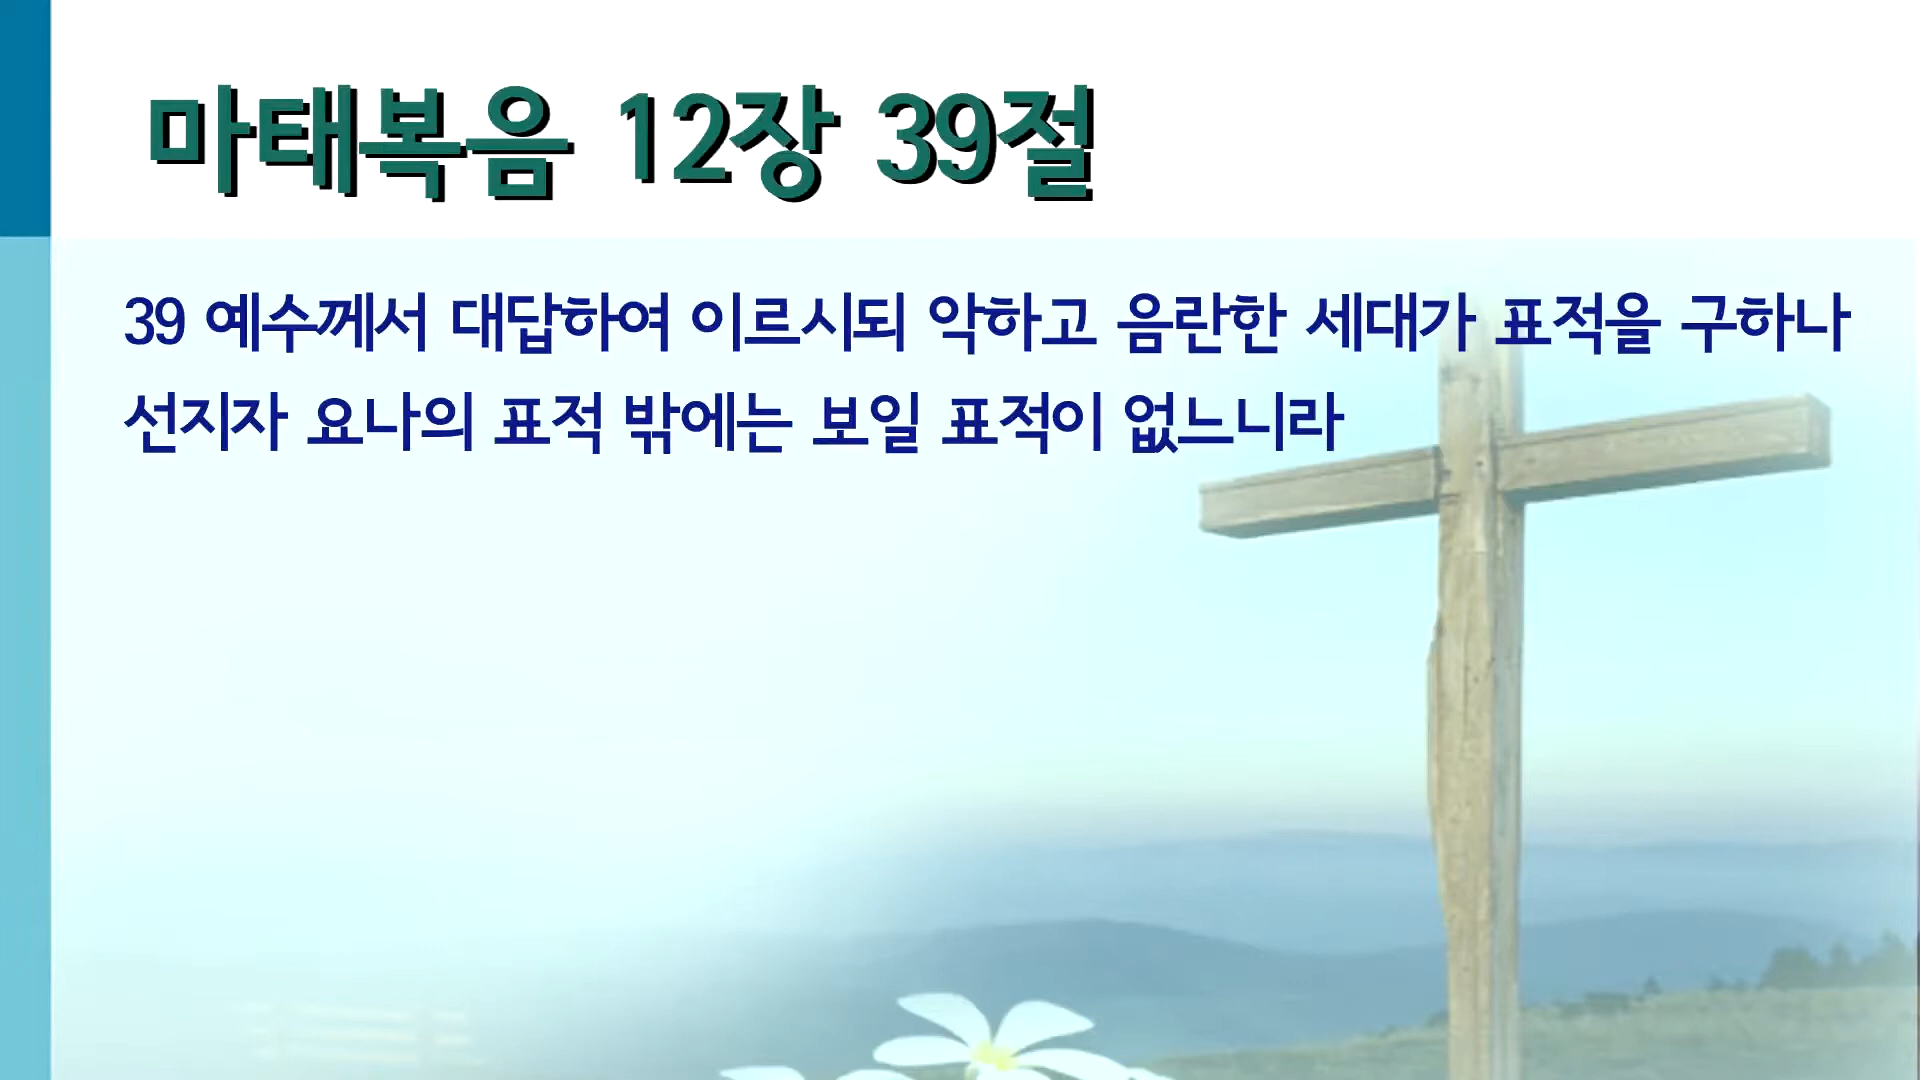 마태복음 12장 39절
39 예수께서 대답하여 이르시되 악하고 음란한 세대가 표적을 구하나
선지자 요나의 표적 밖에는 보일 표적이 없느니라